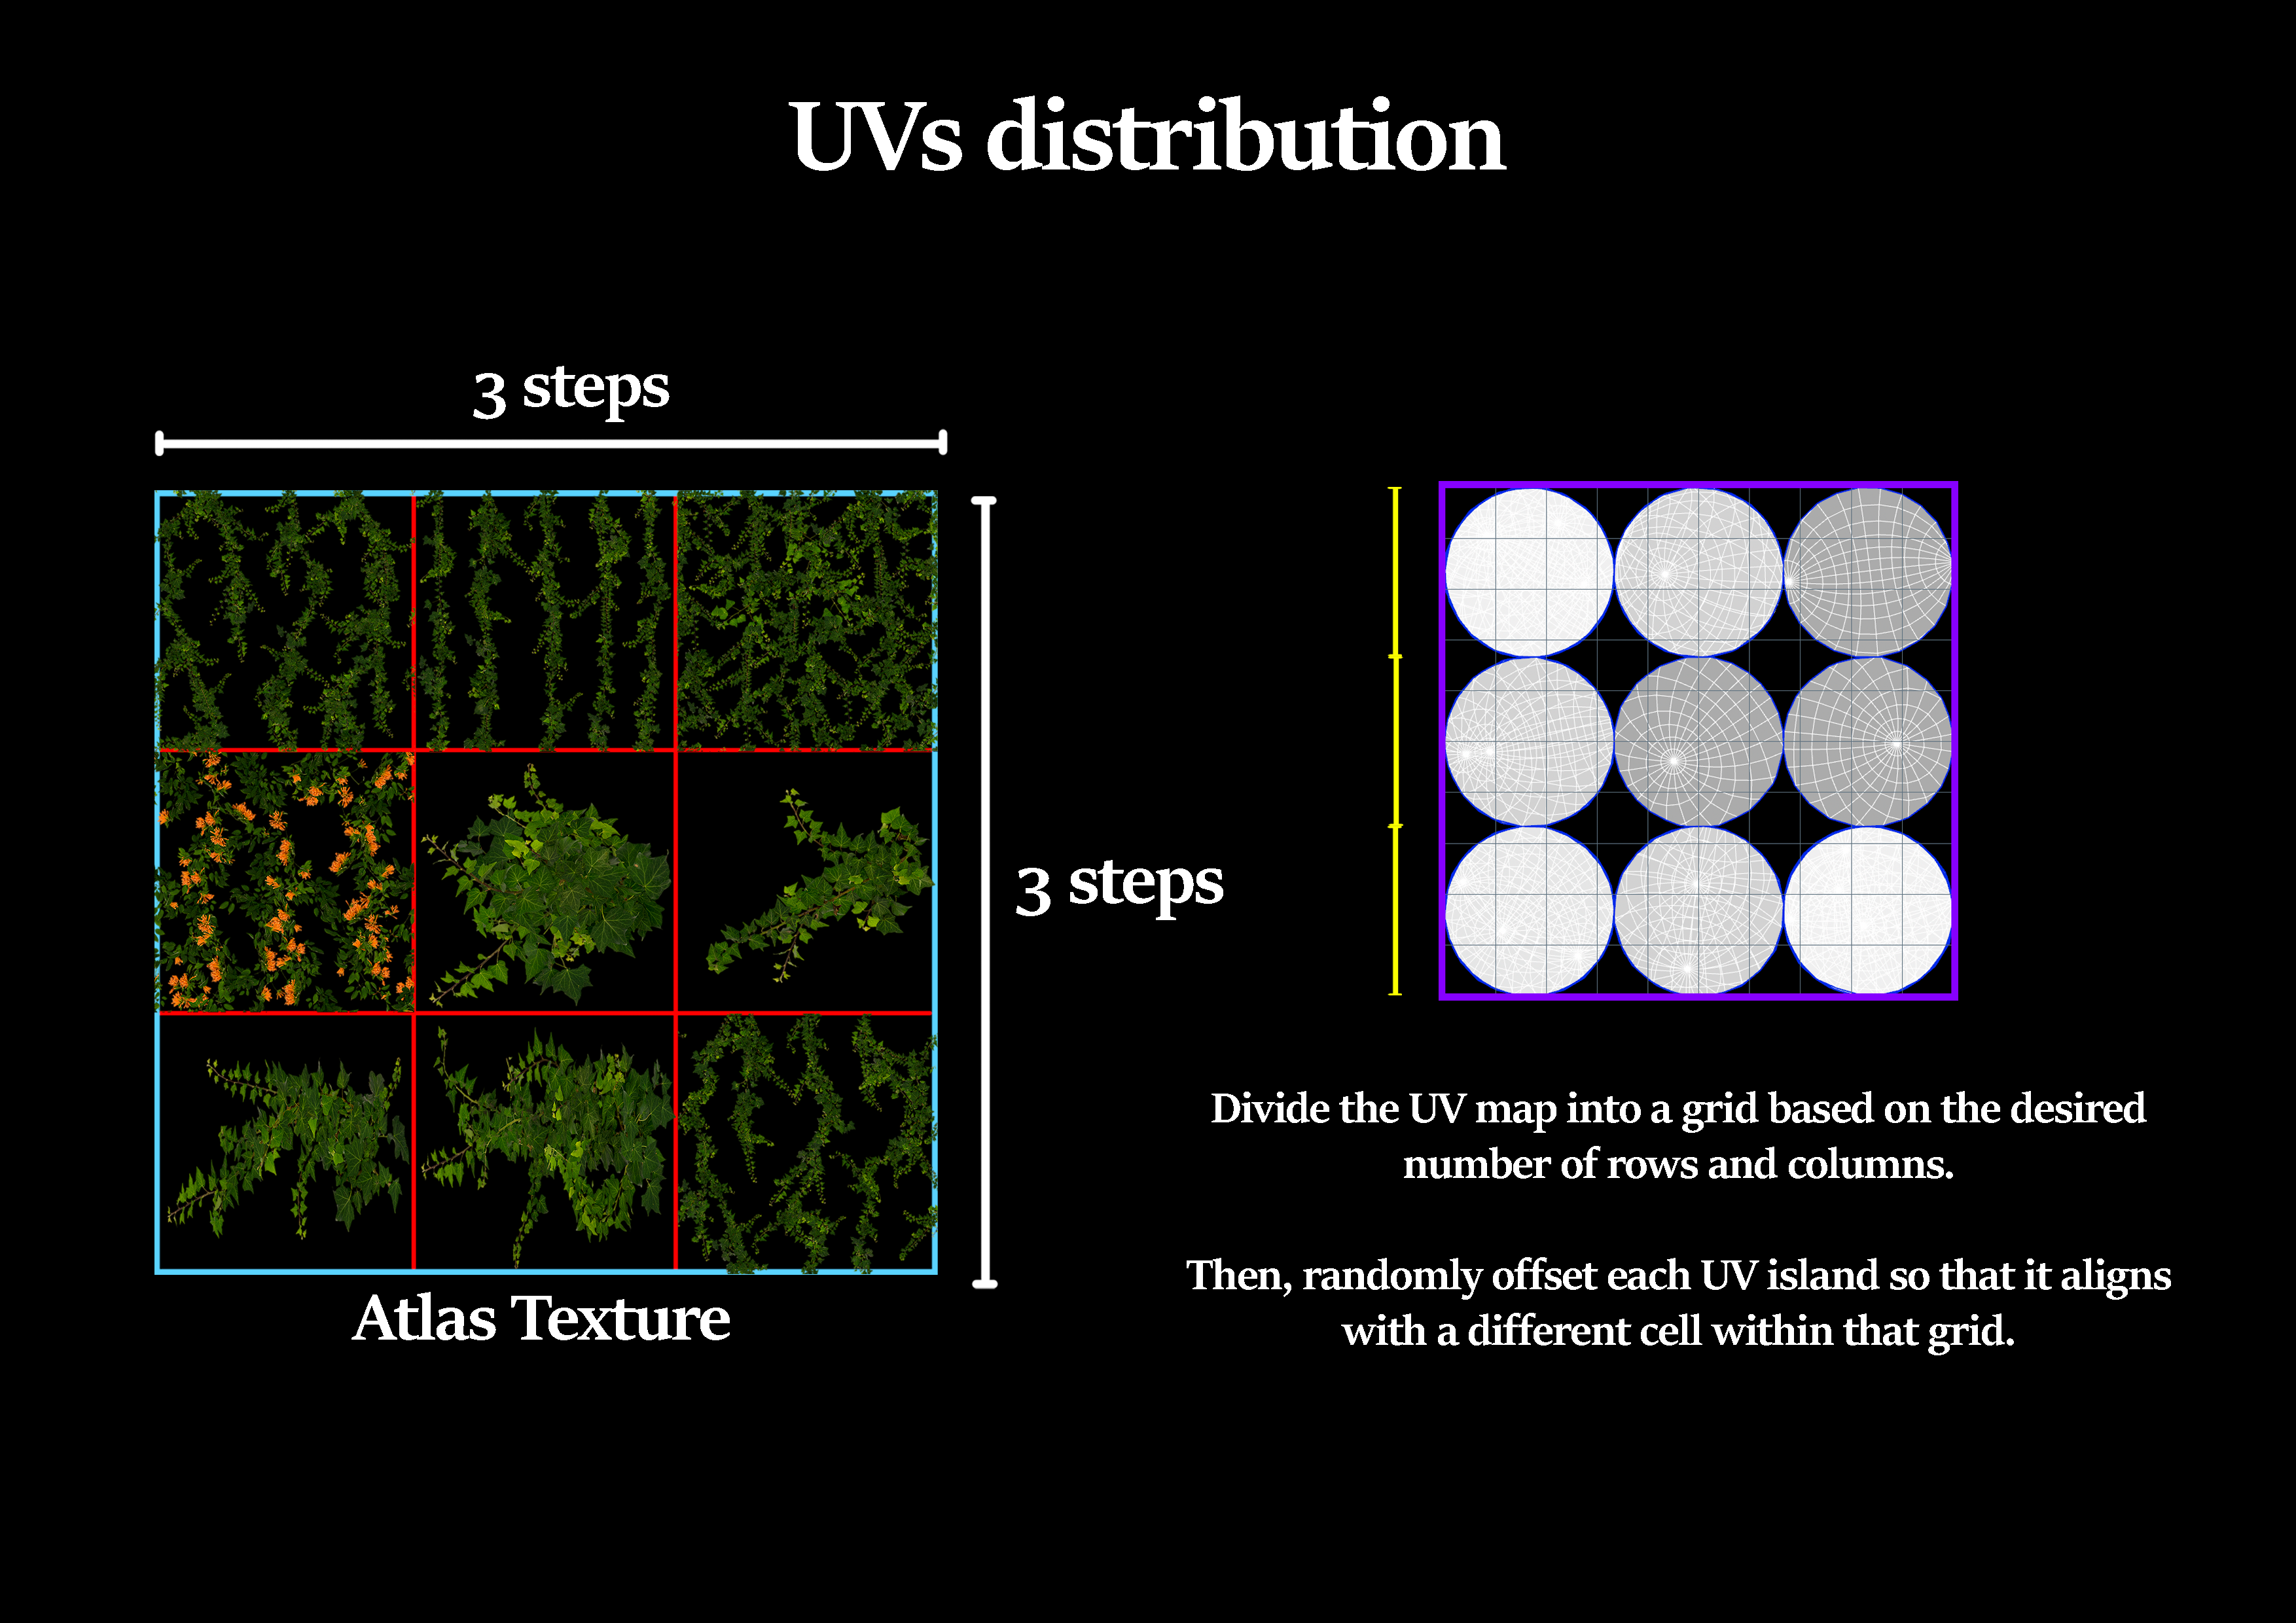 UVs distribution
3 steps
3 steps
Atlas Texture
Divide the UV map into a grid based on the desired
number of rows and columns.
Then, randomly offset each UV island so that it aligns
with a different cell within that grid.